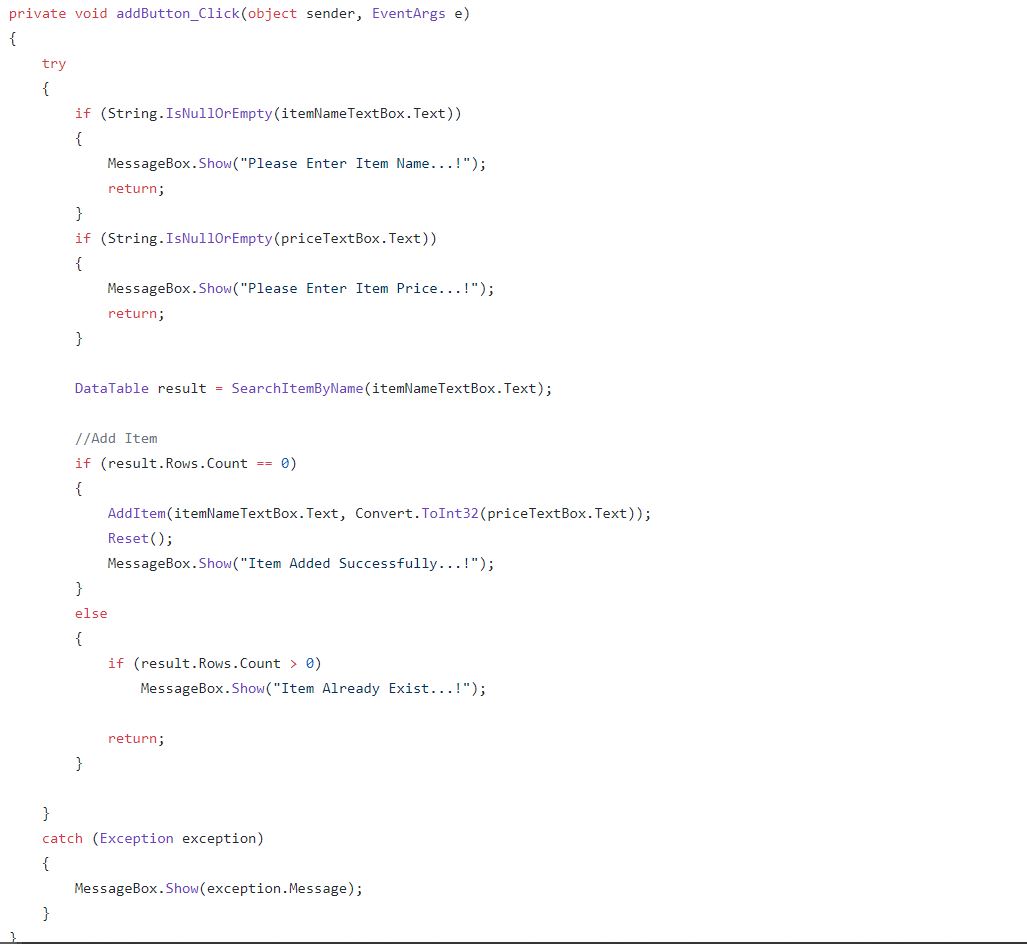 private void addButton_Click(object sender, EventArgs e)
{
    try
    {
        if (String.IsNullOrEmpty(itemNameTextBox.Text))
        {
            MessageBox.Show("Please Enter Item Name...!");
            return;
        }
        if (String.IsNullOrEmpty(priceTextBox.Text))
        {
            MessageBox.Show("Please Enter Item Price...!");
            return;
        }

        DataTable result = SearchItemByName(itemNameTextBox.Text);

        //Add Item
        if (result.Rows.Count == 0)
        {
            AddItem(itemNameTextBox.Text, Convert.ToInt32(priceTextBox.Text));
            Reset();
            MessageBox.Show("Item Added Successfully...!");
        }
        else
        {
            if (result.Rows.Count > 0)
                MessageBox.Show("Item Already Exist...!");

            return;
        }

    }
    catch (Exception exception)
    {
        MessageBox.Show(exception.Message);
    }
}